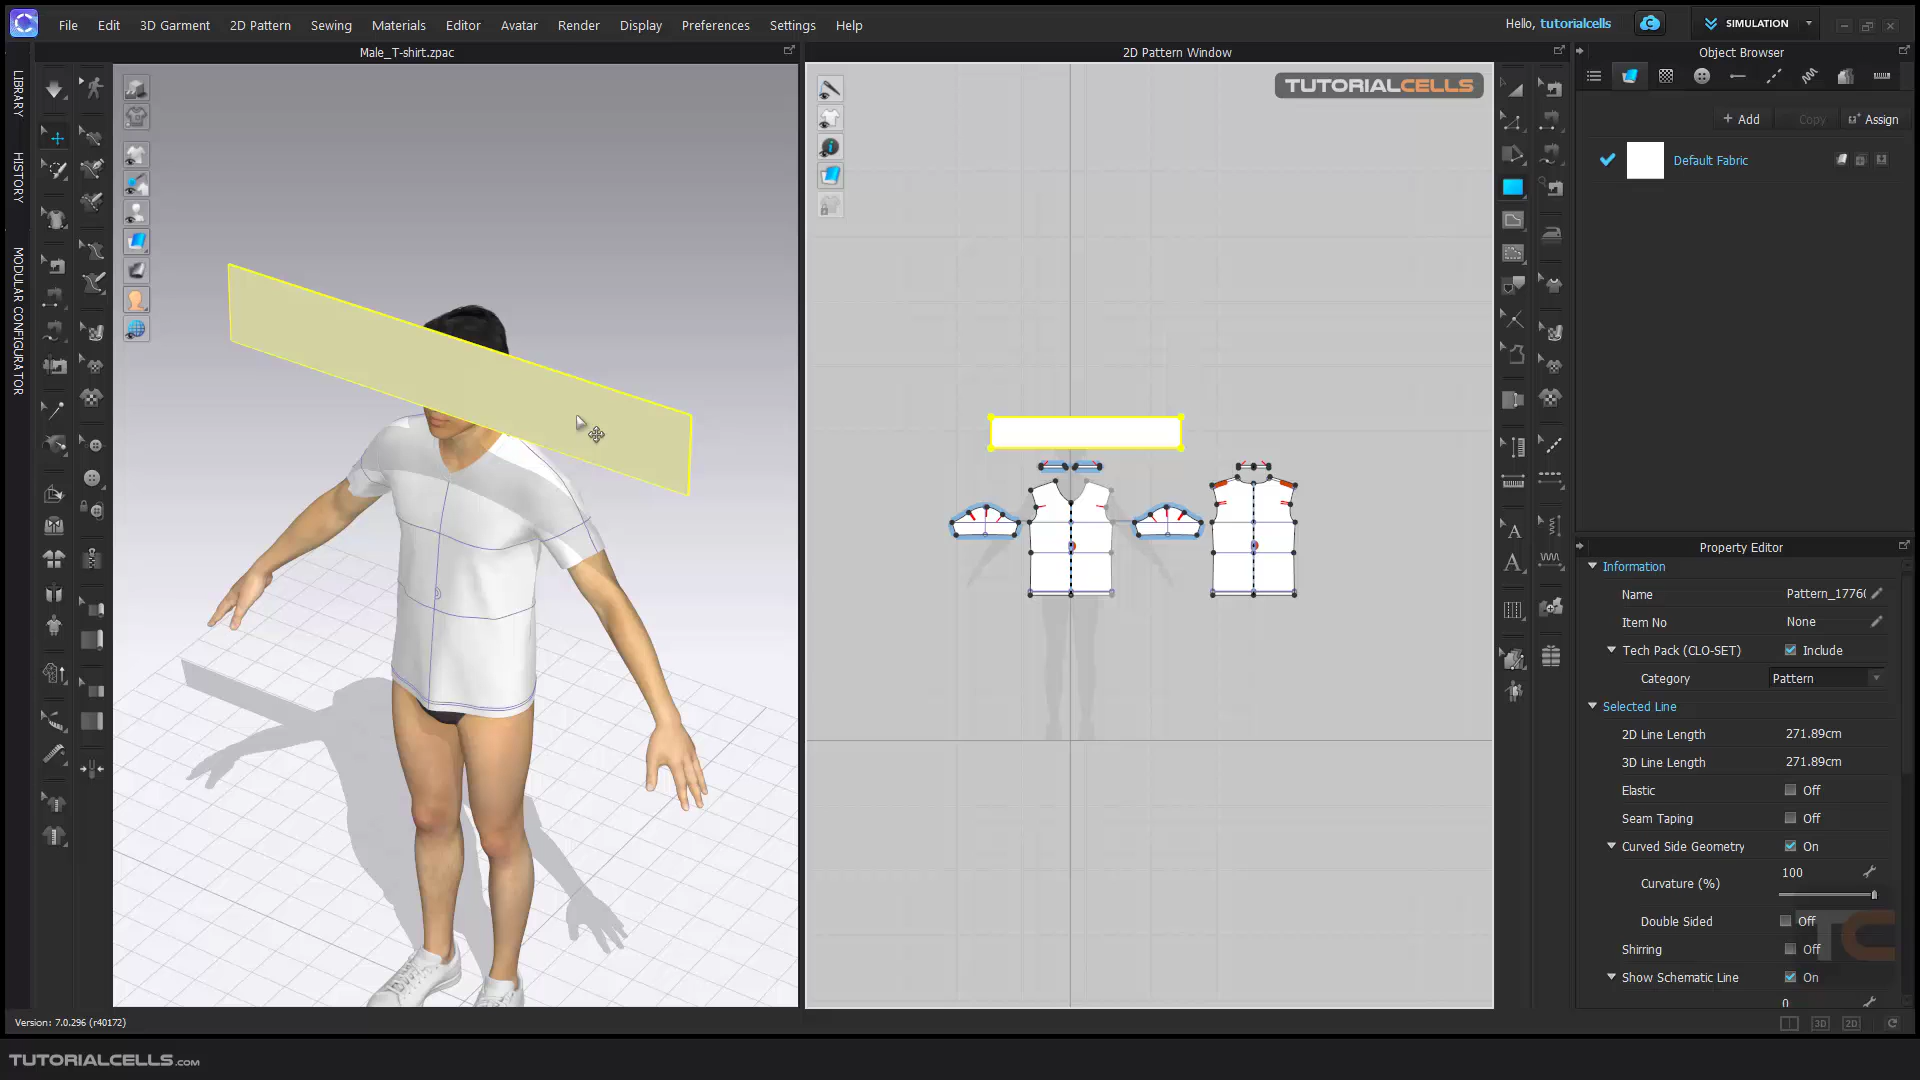 File Edit 3D Garment 2D Pattern Sewing Materials Editor Avatar Render Display Preferences Settings Help
Hello, tutorialcells
SIMULATION
Male_T-shirt.zpac
2D Pattern Window
Object Browser
LIBRARY
HISTORY
MODULAR CONFIGURATOR
TUTORIALCELLS
+ Add Copy Assign
Default Fabric
Property Editor
Information
Name Pattern_1776
Item No None
Tech Pack (CLO-SET) Include
Category Pattern
Selected Line
2D Line Length 271.89cm
3D Line Length 271.89cm
Elastic Off
Seam Taping Off
Curved Side Geometry On
Curvature (%) 100
Double Sided Off
Shirring Off
Show Schematic Line On
0
TC
Version: 7.0.296 (r40172)
3D 2D
TUTORIALCELLS.com